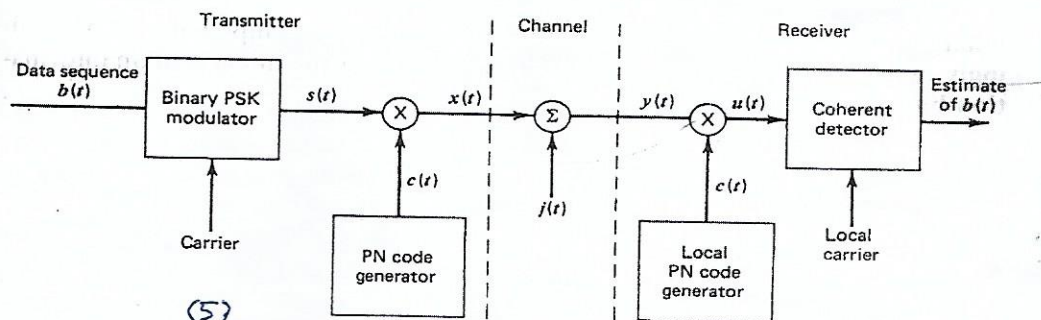 Transmitter
Channel
Receiver
Data sequence
b(t)
Binary PSK
modulator
s(t)
X
x(t)
Σ
y(t)
X
u(t)
Coherent
detector
Estimate
of b(t)
c(t)
j(t)
c(t)
Carrier
PN code
generator
Local
PN code
generator
Local
carrier
(5)